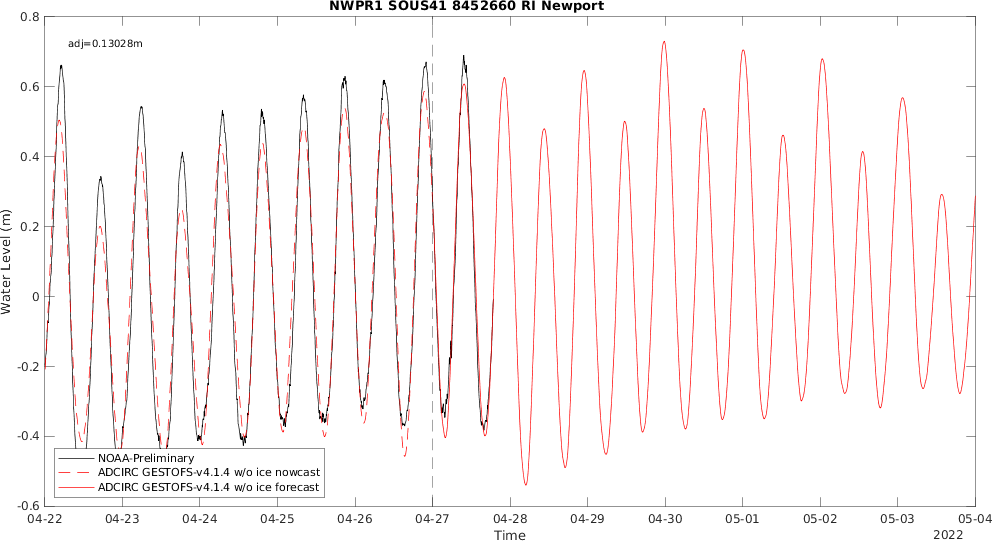 NWPR1 SOUS41 8452660 RI Newport
adj=0.13028m
0.8
0.6
0.4
0.2
0
-0.2
-0.4
-0.6
Water Level (m)
NOAA-Preliminary
ADCIRC GESTOFS-v4.1.4 w/o ice nowcast
ADCIRC GESTOFS-v4.1.4 w/o ice forecast
04-22 04-23 04-24 04-25 04-26 04-27 04-28 04-29 04-30 05-01 05-02 05-03 05-04
Time
2022